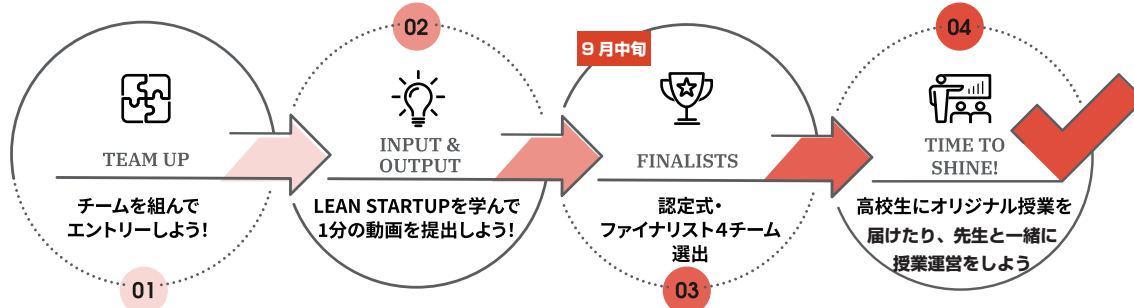 TEAM UP
チームを組んで
エントリーしよう!
01
02
INPUT &
OUTPUT
LEAN STARTUPを学んで
1分の動画を提出しよう!
9月中旬
FINALISTS
認定式・
ファイナリスト4チーム
選出
03
04
TIME TO
SHINE!
高校生にオリジナル授業を
届けたり、先生と一緒に
授業運営をしよう